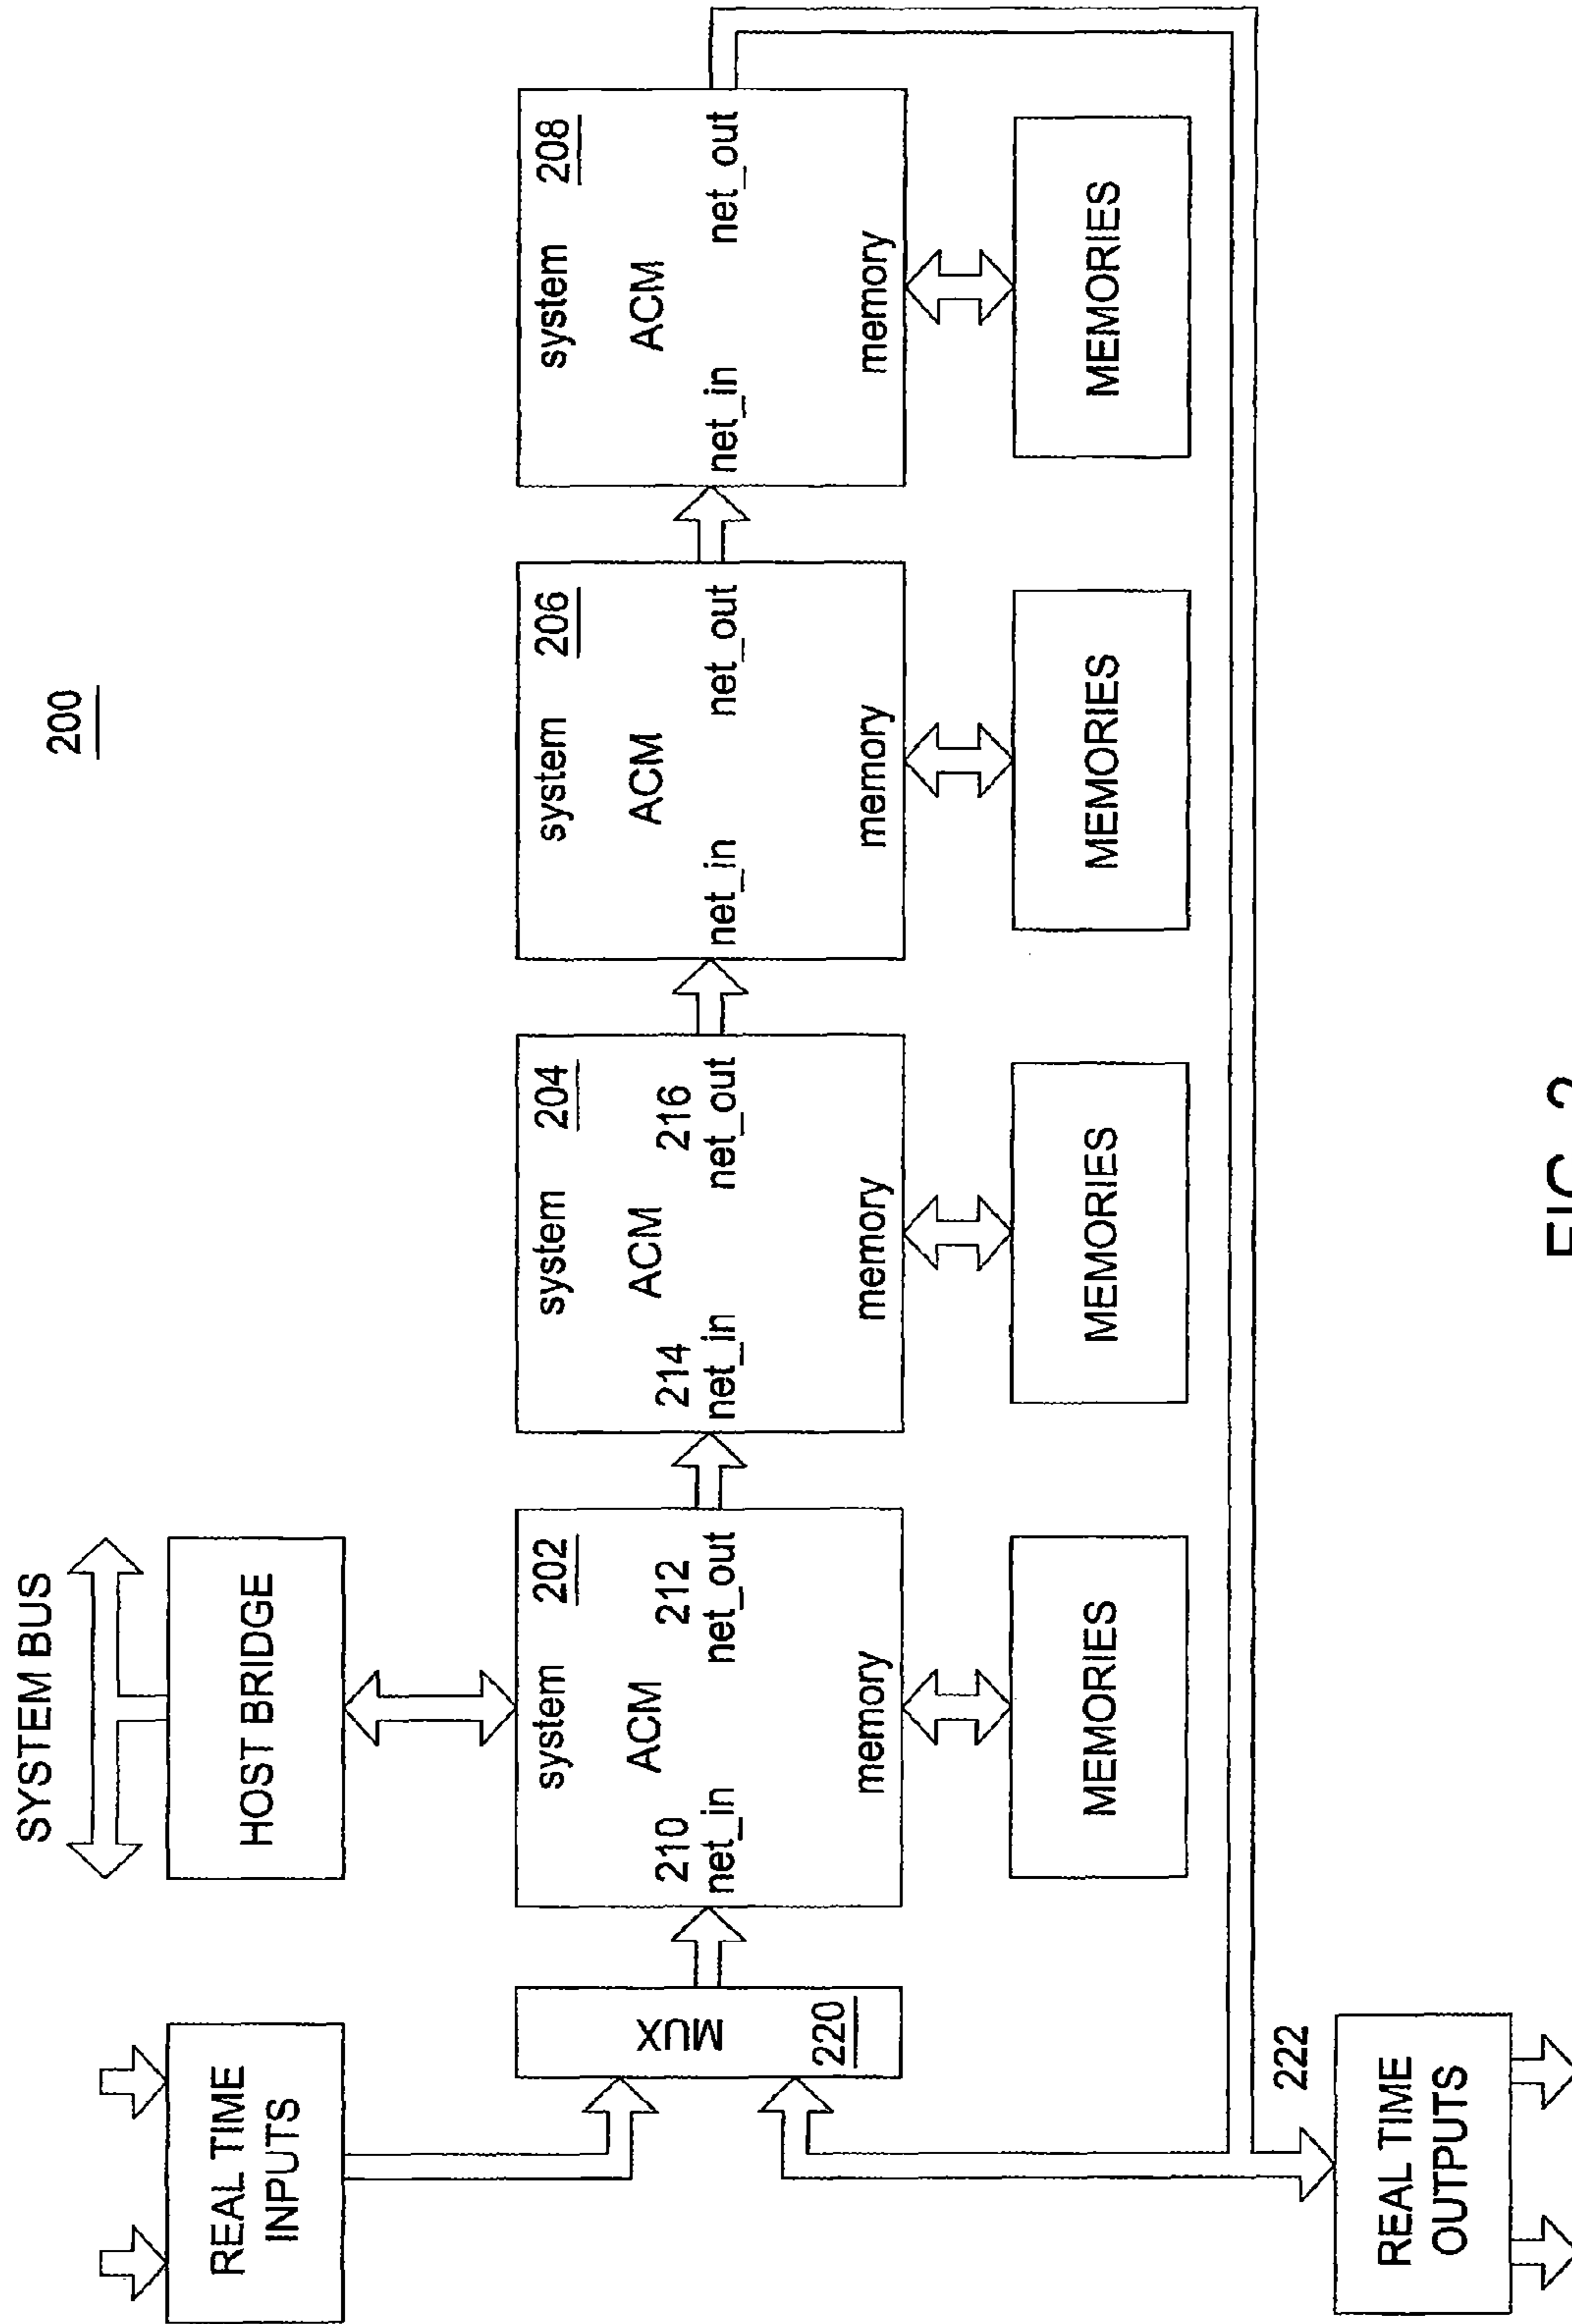 200
SYSTEM BUS
REAL TIME
INPUTS
HOST BRIDGE
MUX
220
system
202
ACM
210
net_in
212
net_out
memory
system
204
ACM
214
net_in
216
net_out
memory
system
206
ACM
net_in
net_out
memory
system
208
ACM
net_in
net_out
memory
MEMORIES
MEMORIES
MEMORIES
MEMORIES
222
REAL TIME
OUTPUTS
FIG. 2